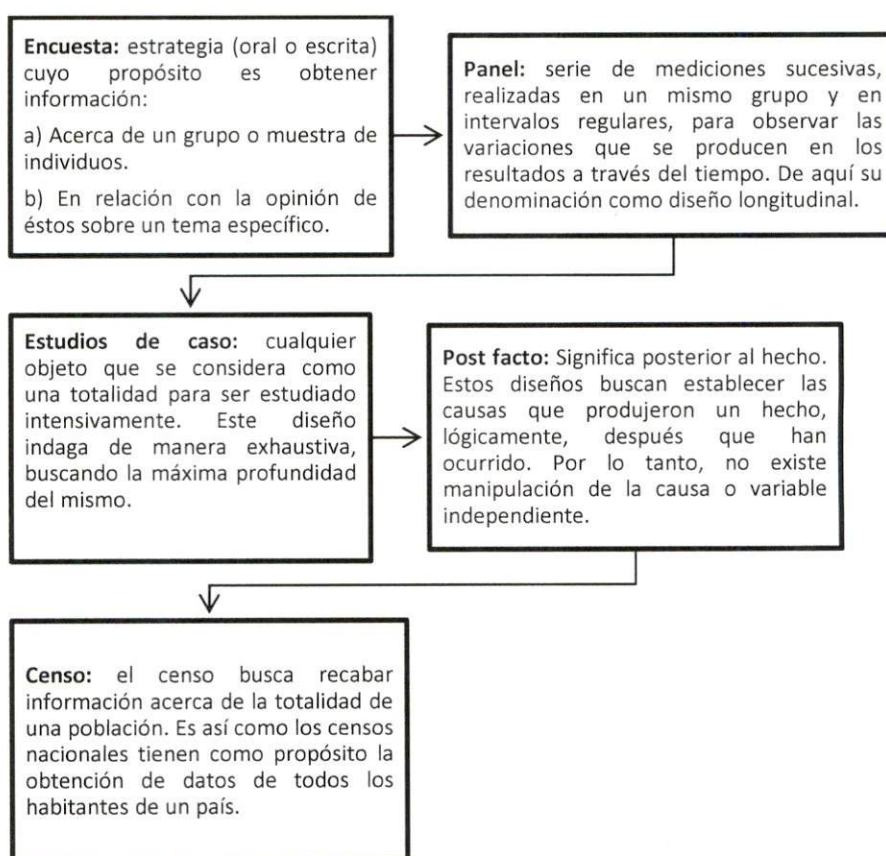 Encuesta: estrategia (oral o escrita)
cuyo propósito es obtener
información:
a) Acerca de un grupo o muestra de
individuos.
b) En relación con la opinión de
éstos sobre un tema específico.
Panel: serie de mediciones sucesivas,
realizadas en un mismo grupo y en
intervalos regulares, para observar las
variaciones que se producen en los
resultados a través del tiempo. De aquí su
denominación como diseño longitudinal.
Estudios de caso: cualquier
objeto que se considera como
una totalidad para ser estudiado
intensivamente. Este diseño
indaga de manera exhaustiva,
buscando la máxima profundidad
del mismo.
Post facto: Significa posterior al hecho.
Estos diseños buscan establecer las
causas que produjeron un hecho,
lógicamente, después que han
ocurrido. Por lo tanto, no existe
manipulación de la causa o variable
independiente.
Censo: el censo busca recabar
información acerca de la totalidad de
una población. Es así como los censos
nacionales tienen como propósito la
obtención de datos de todos los
habitantes de un país.